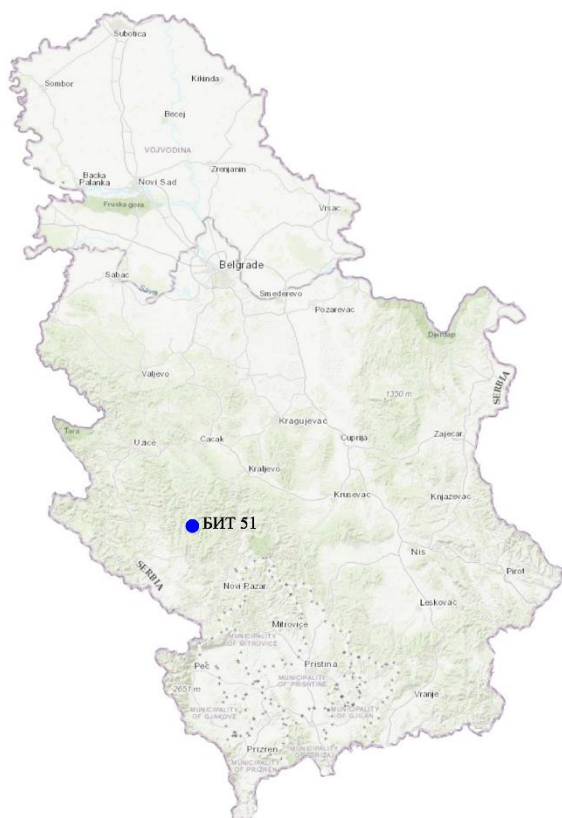 Subotica
Sombor
Kikinda
Becej
VOJVODINA
Backa
Palanka
Novi Sad
Zrenjanin
Fruska gora
Vrsac
Belgrade
Sabac
Sava
Smederevo
Pozarevac
Djerdap
Valjevo
1350 m
SERBIA
Tara
Uzice
Cacak
Kragujevac
Cuprija
Zajecar
Kraljevo
Krusevac
Knjazevac
БИТ 51
Nis
Pirot
SERBIA
Novi Pazar
Leskovac
Mitrovice
MUNICIPALITY
OF MITROVICE
Peć
Pristina
MUNICIPALITY
OF PRISHTINE
2651 m
Vranje
MUNICIPALITY
OF GJAKOVE
MUNICIPALITY
OF GJILAN
Prizren
MUNICIPALITY
OF PRIZREN